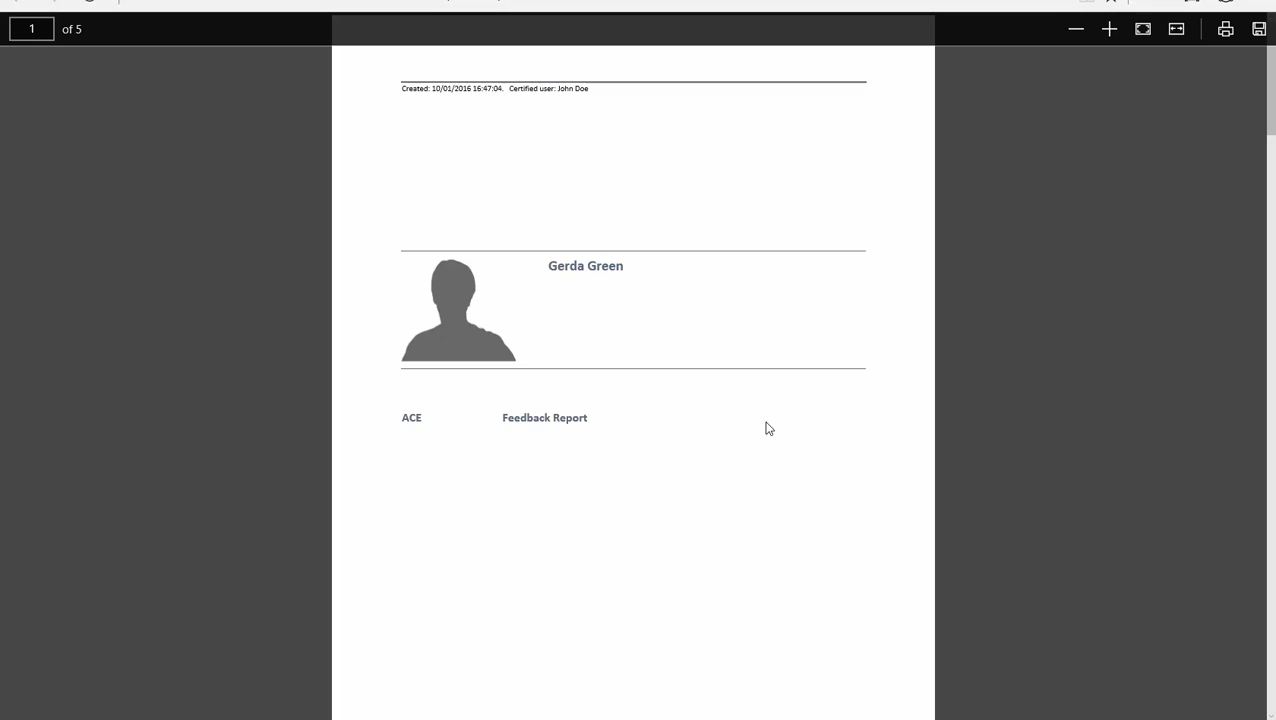 1 of 5
Created: 10/01/2016 16:47:04. Certified user: John Doe
Gerda Green
ACE Feedback Report